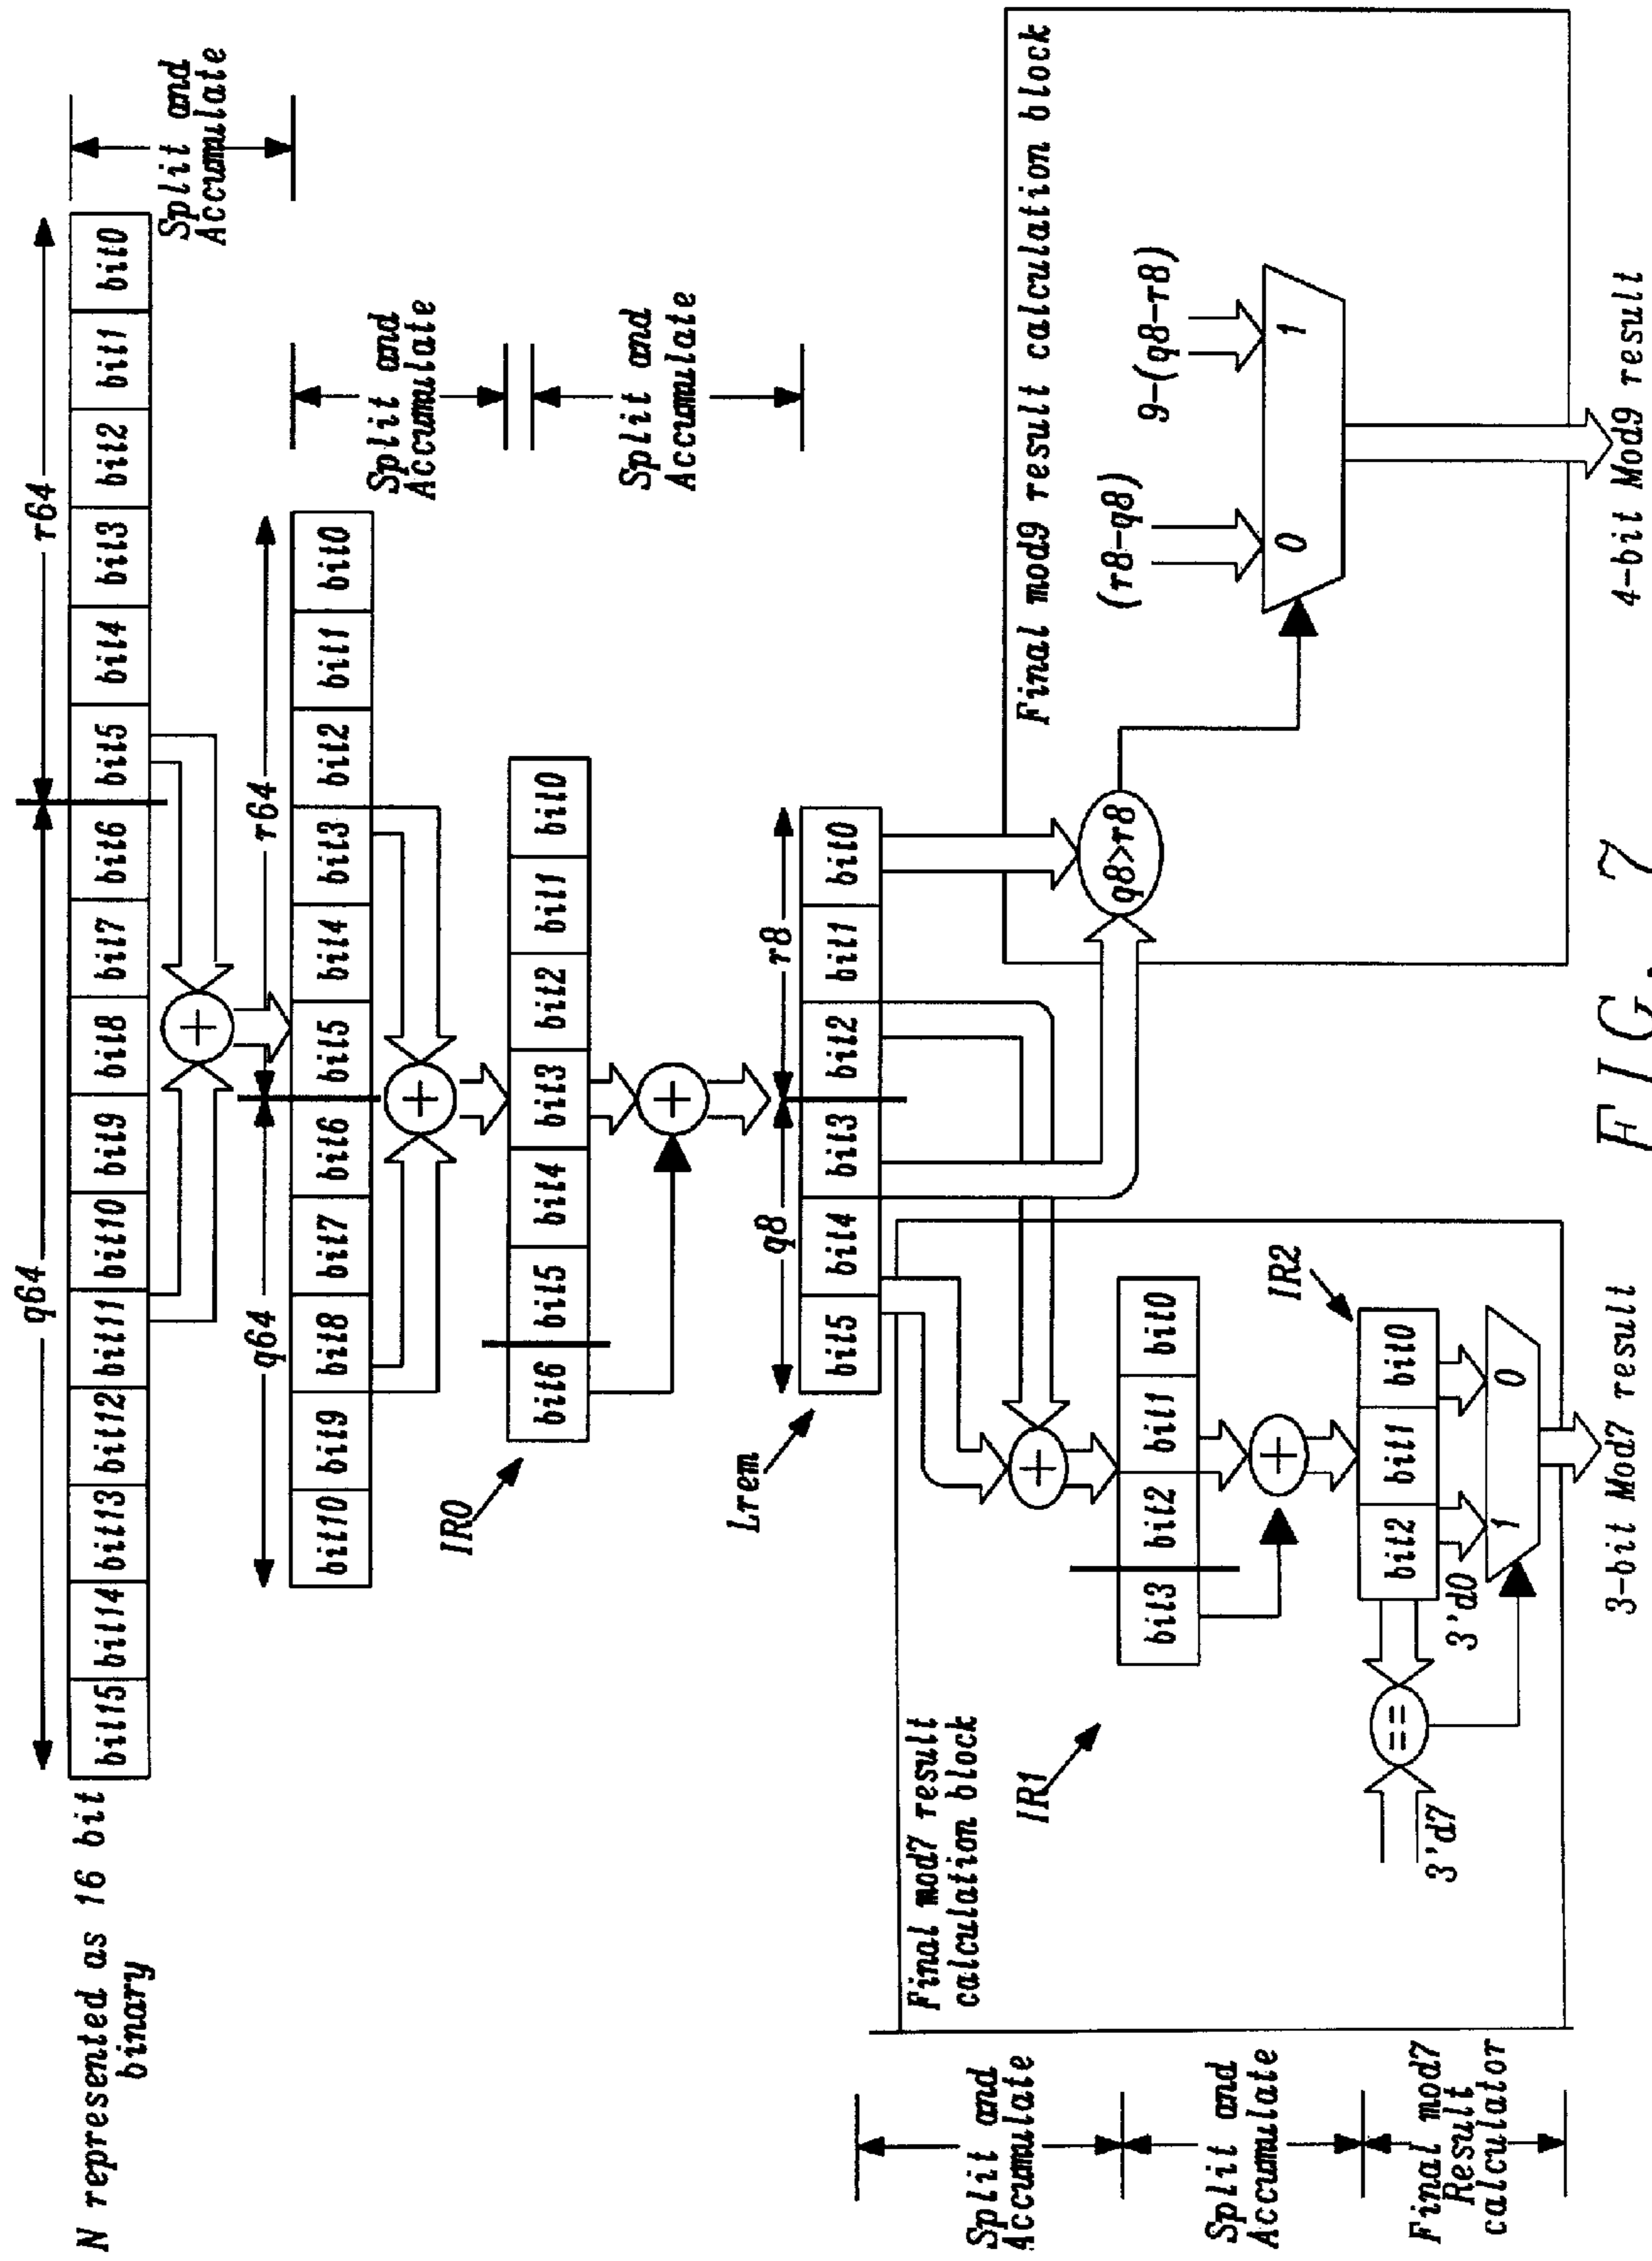 N represented as 16 bit
binary
q64
r64
bit15 bit14 bit13 bit12 bit11 bit10 bit9 bit8 bit7 bit6 bit5 bit4 bit3 bit2 bit1 bit0
Split and
Accumulate
+
q64
r64
bit10 bit9 bit8 bit7 bit6 bit5 bit4 bit3 bit2 bit1 bit0
Split and
Accumulate
+
IR0
bit6 bit5 bit4 bit3 bit2 bit1 bit0
Split and
Accumulate
+
Lrem
q8
r8
bit5 bit4 bit3 bit2 bit1 bit0
Final mod7 result
calculation block
Split and
Accumulate
+
IR1
bit3 bit2 bit1 bit0
Split and
Accumulate
+
IR2
bit2 bit1 bit0
3'd7
==
3'd0
1 0
Final mod7
Result
calculator
3-bit Mod7 result
Final mod9 result calculation block
q8>r8
(r8-q8)
9-(q8-r8)
0 1
4-bit Mod9 result
FIG. 7